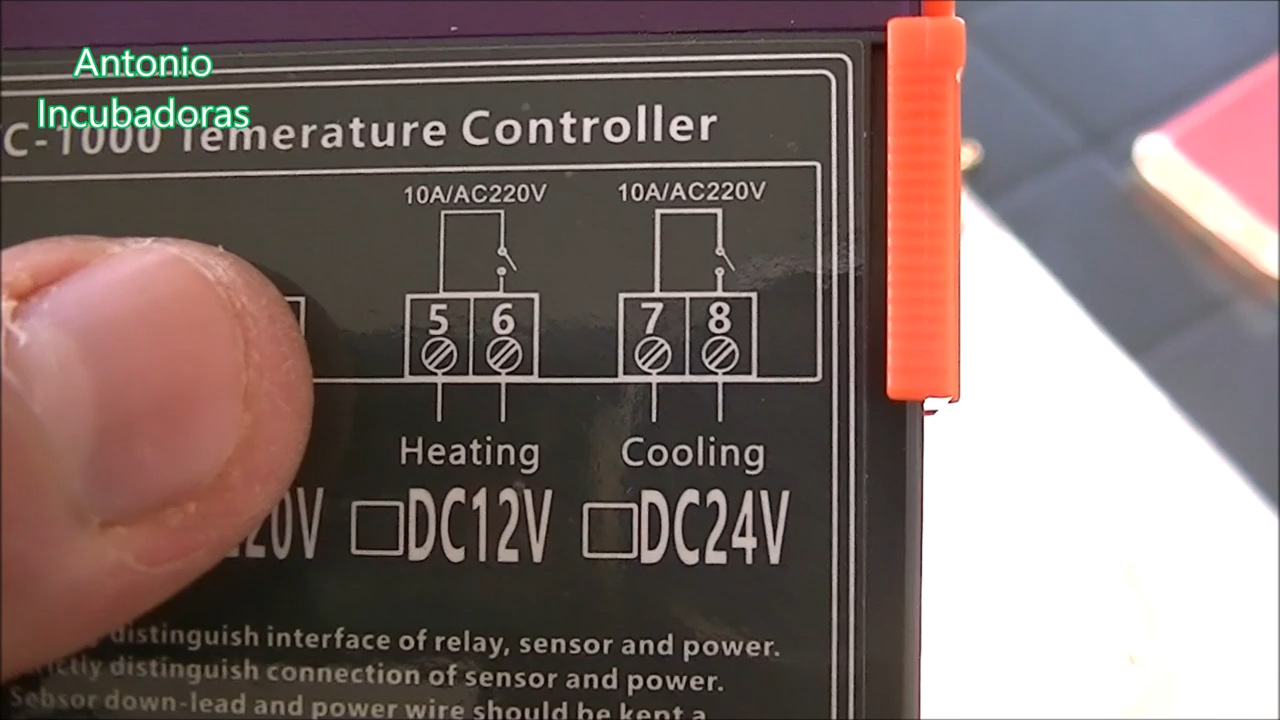 Antonio
Incubadoras
C-1000 Temerature Controller
10A/AC220V 10A/AC220V
5 6 7 8
Heating Cooling
20V DC12V DC24V
distinguish interface of relay, sensor and power.
distinguish connection of sensor and power.
Sebsor down-lead and power wire should be kept a